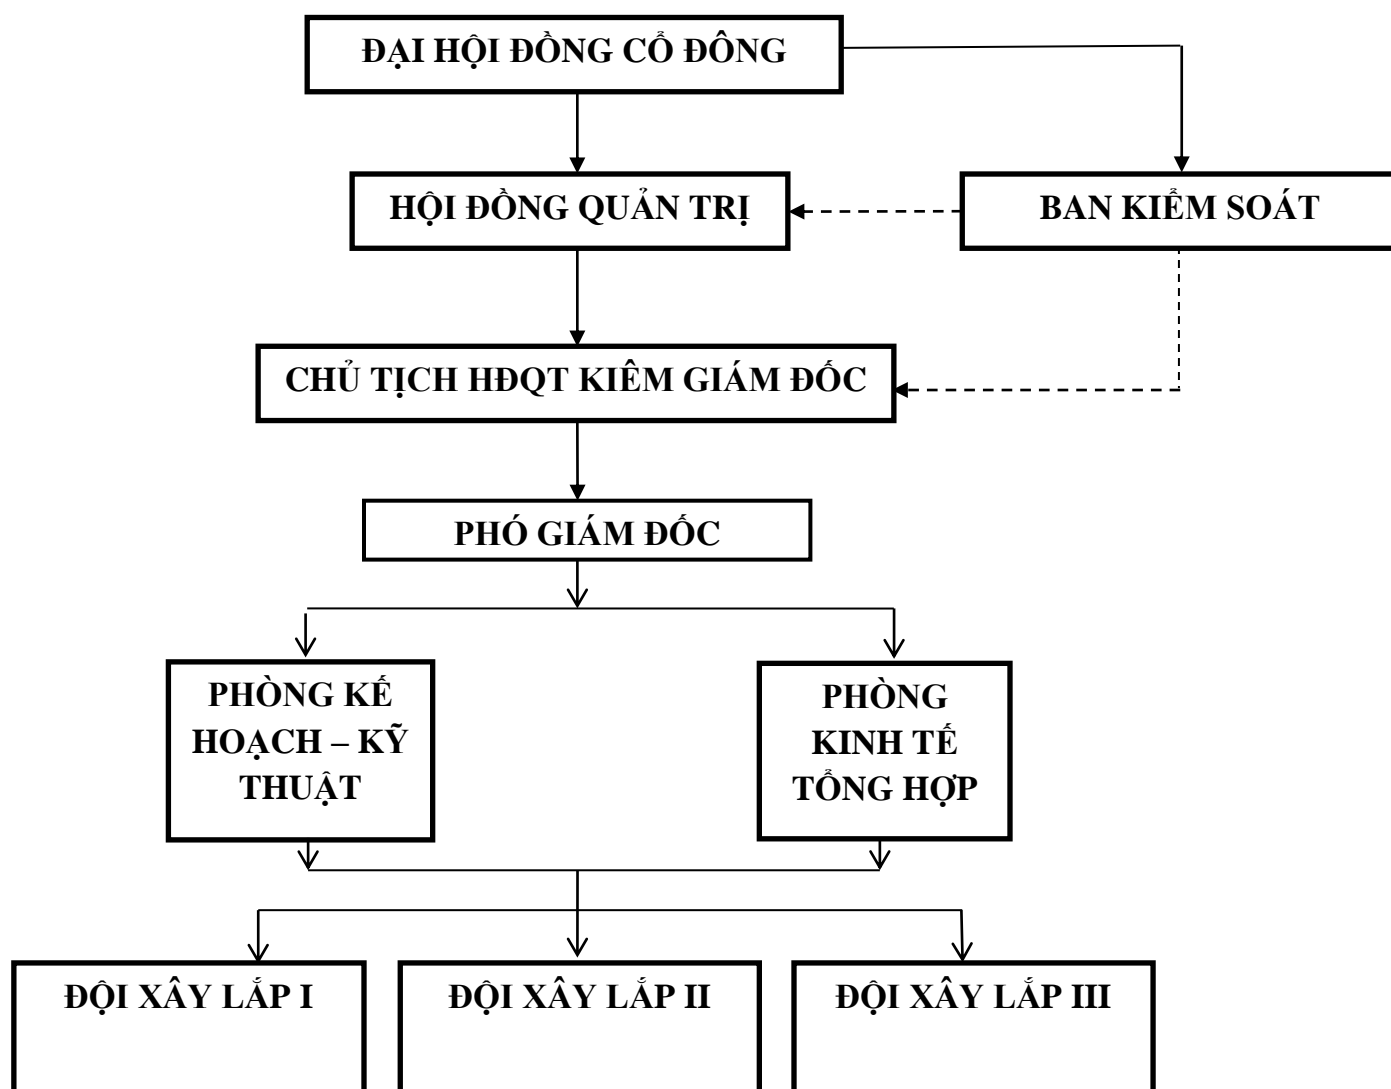 ĐẠI HỘI ĐỒNG CỔ ĐÔNG
HỘI ĐỒNG QUẢN TRỊ
BAN KIỂM SOÁT
CHỦ TỊCH HĐQT KIÊM GIÁM ĐỐC
PHÓ GIÁM ĐỐC
PHÒNG KẾ
HOẠCH – KỸ
THUẬT
PHÒNG
KINH TẾ
TỔNG HỢP
ĐỘI XÂY LẮP I
ĐỘI XÂY LẮP II
ĐỘI XÂY LẮP III